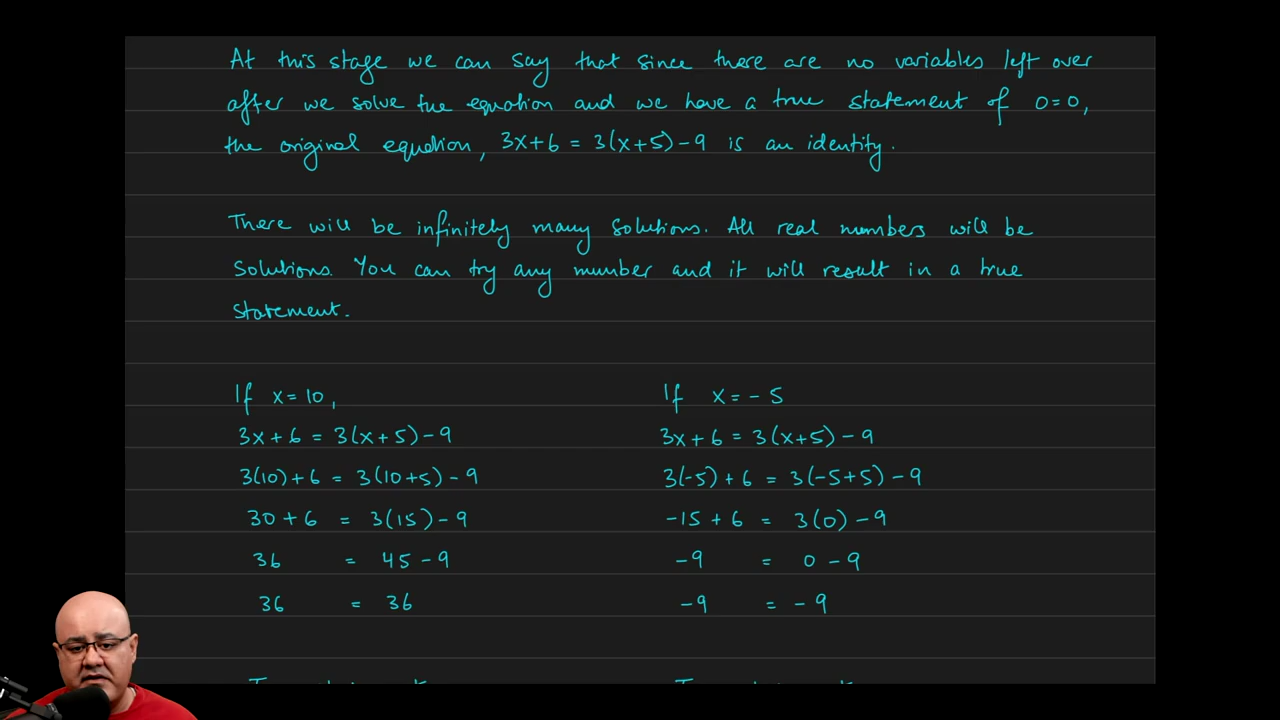 At this stage we can say that since there are no variables left over
after we solve the equation and we have a true statement of 0=0,
the original equation, 3x+6 = 3(x+5)-9 is an identity.
There will be infinitely many solutions. All real numbers will be
solutions. You can try any number and it will result in a true
statement.
If x=10,
3x+6 = 3(x+5)-9
3(10)+6 = 3(10+5)-9
30+6 = 3(15)-9
36 = 45-9
36 = 36
If x=-5
3x+6 = 3(x+5)-9
3(-5)+6 = 3(-5+5)-9
-15+6 = 3(0)-9
-9 = 0-9
-9 = -9